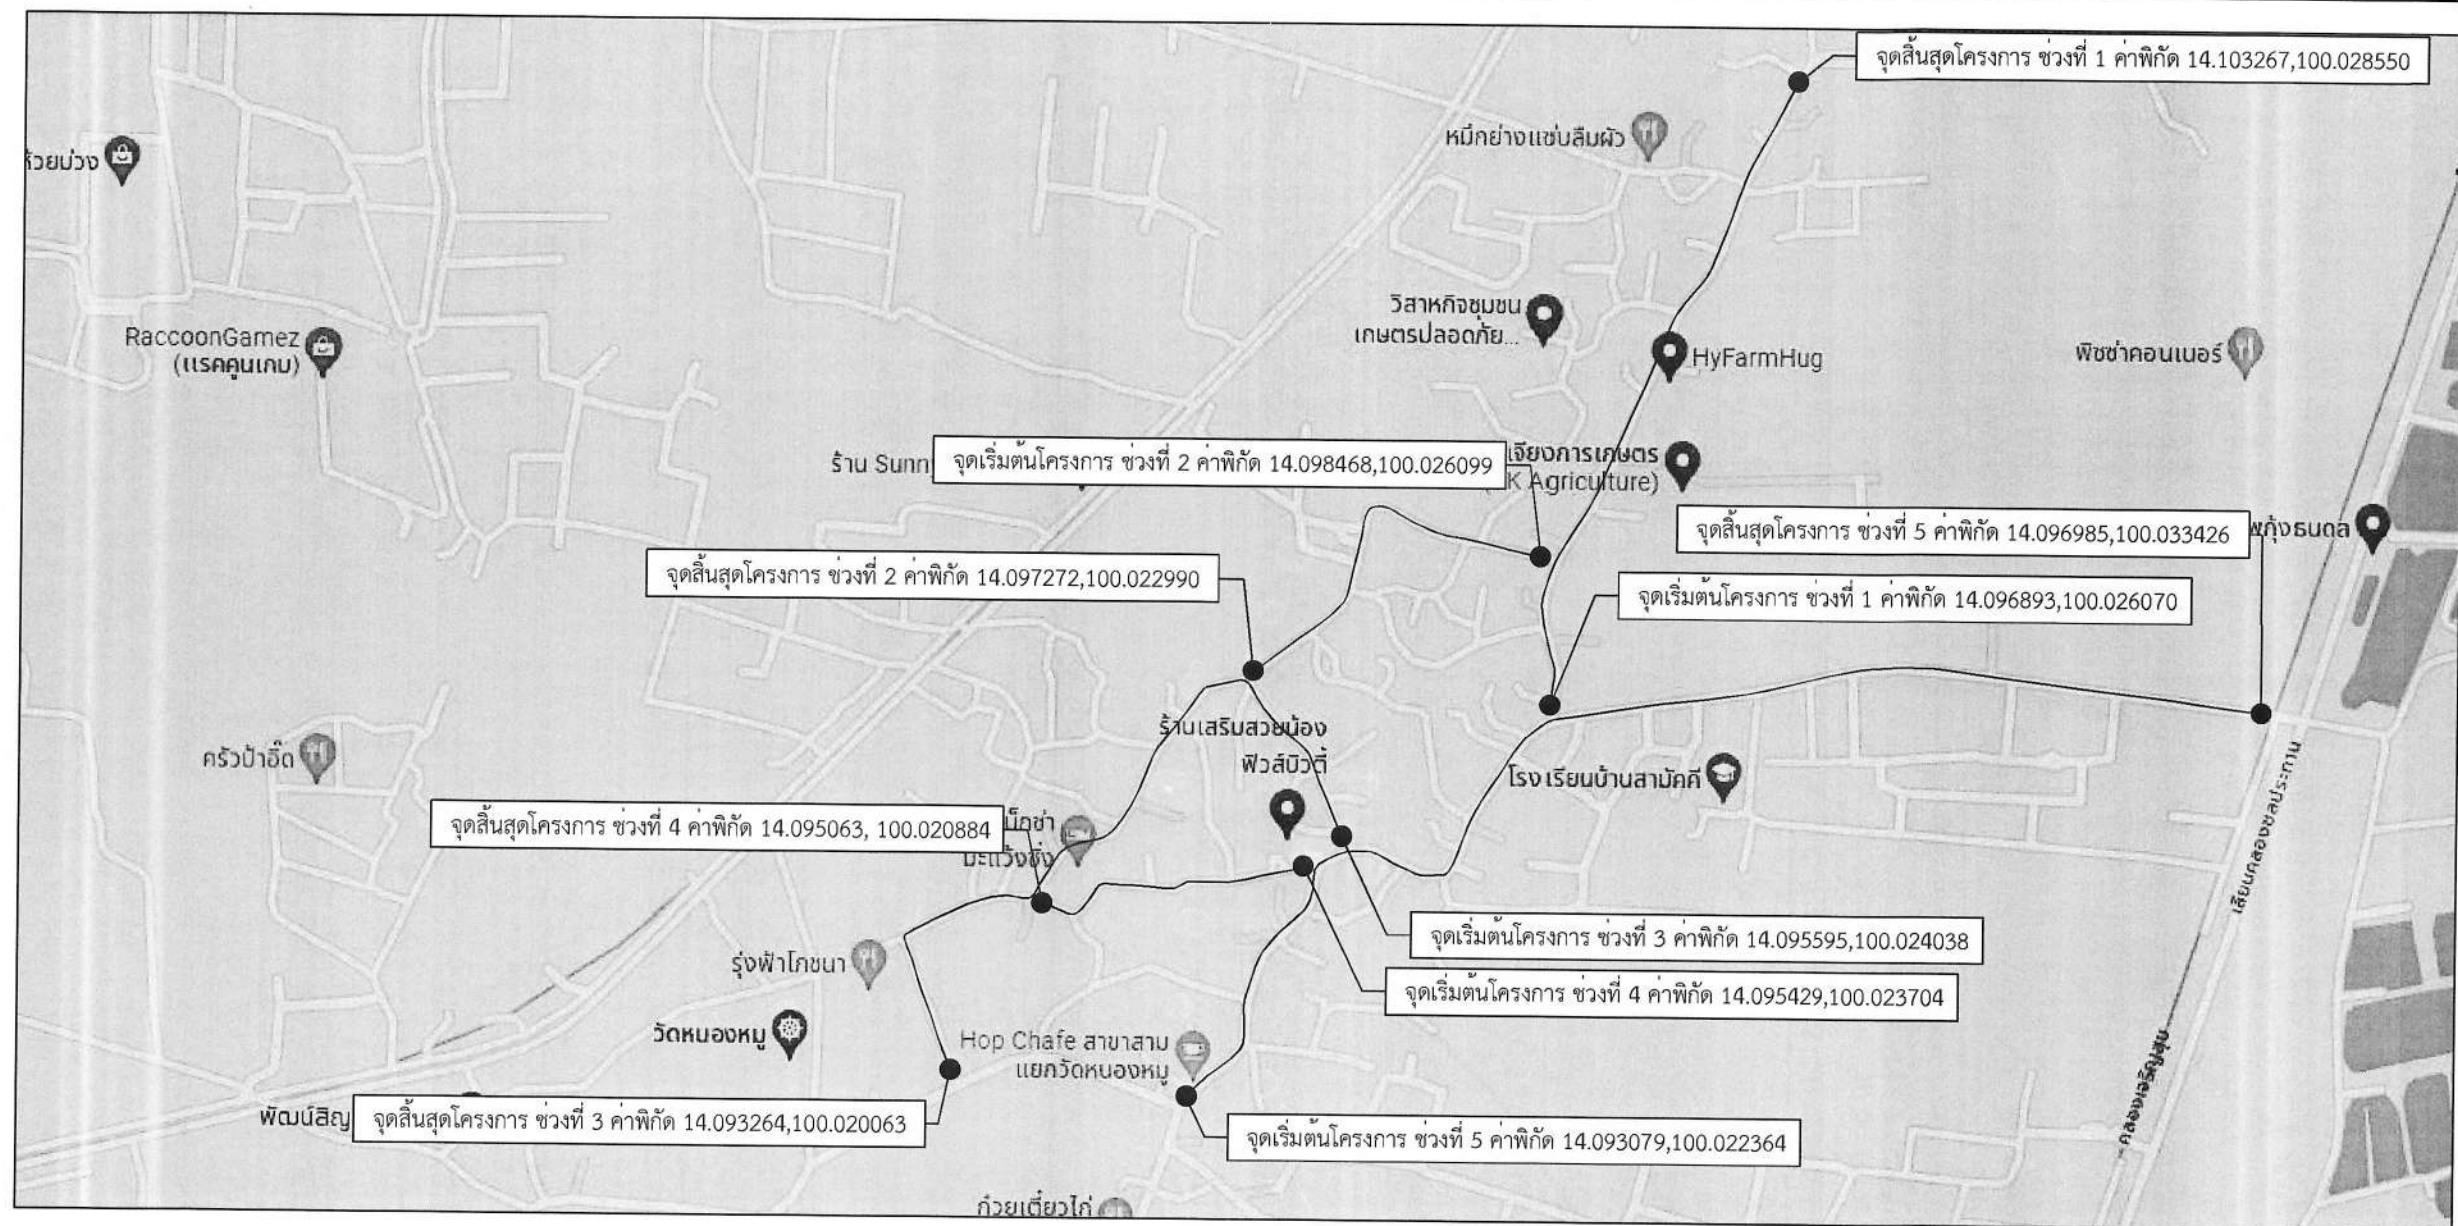 จุดสิ้นสุดโครงการ ช่วงที่ 1 ค่าพิกัด 14.103267,100.028550
หมึกย่างแซ่บลืมผัว
ห้วยม่วง
วิสาหกิจชุมชน
เกษตรปลอดภัย...
RaccoonGamez
(แรคคูนเกม)
HyFarmHug
พิซซ่าคอนเนอร์
ร้าน Sunn
จุดเริ่มต้นโครงการ ช่วงที่ 2 ค่าพิกัด 14.098468,100.026099
เจียงการเกษตร
K Agriculture)
จุดสิ้นสุดโครงการ ช่วงที่ 5 ค่าพิกัด 14.096985,100.033426
พกุ้งธนดล
จุดสิ้นสุดโครงการ ช่วงที่ 2 ค่าพิกัด 14.097272,100.022990
จุดเริ่มต้นโครงการ ช่วงที่ 1 ค่าพิกัด 14.096893,100.026070
ร้านเสริมสวยน้อง
ฟิวส์บิวตี้
ครัวป้าอี๊ด
โรงเรียนบ้านสามัคคี
เลียบคลองชลประทาน
จุดสิ้นสุดโครงการ ช่วงที่ 4 ค่าพิกัด 14.095063, 100.020884
น็กช่า
มะแว้งซิ่ง
จุดเริ่มต้นโครงการ ช่วงที่ 3 ค่าพิกัด 14.095595,100.024038
รุ่งฟ้าโภชนา
จุดเริ่มต้นโครงการ ช่วงที่ 4 ค่าพิกัด 14.095429,100.023704
วัดหนองหมู
Hop Chafe สาขาสาม
แยกวัดหนองหมู
คลองเจริญสุข
พัฒน์สิญ
จุดสิ้นสุดโครงการ ช่วงที่ 3 ค่าพิกัด 14.093264,100.020063
จุดเริ่มต้นโครงการ ช่วงที่ 5 ค่าพิกัด 14.093079,100.022364
ก๋วยเตี๋ยวไก่